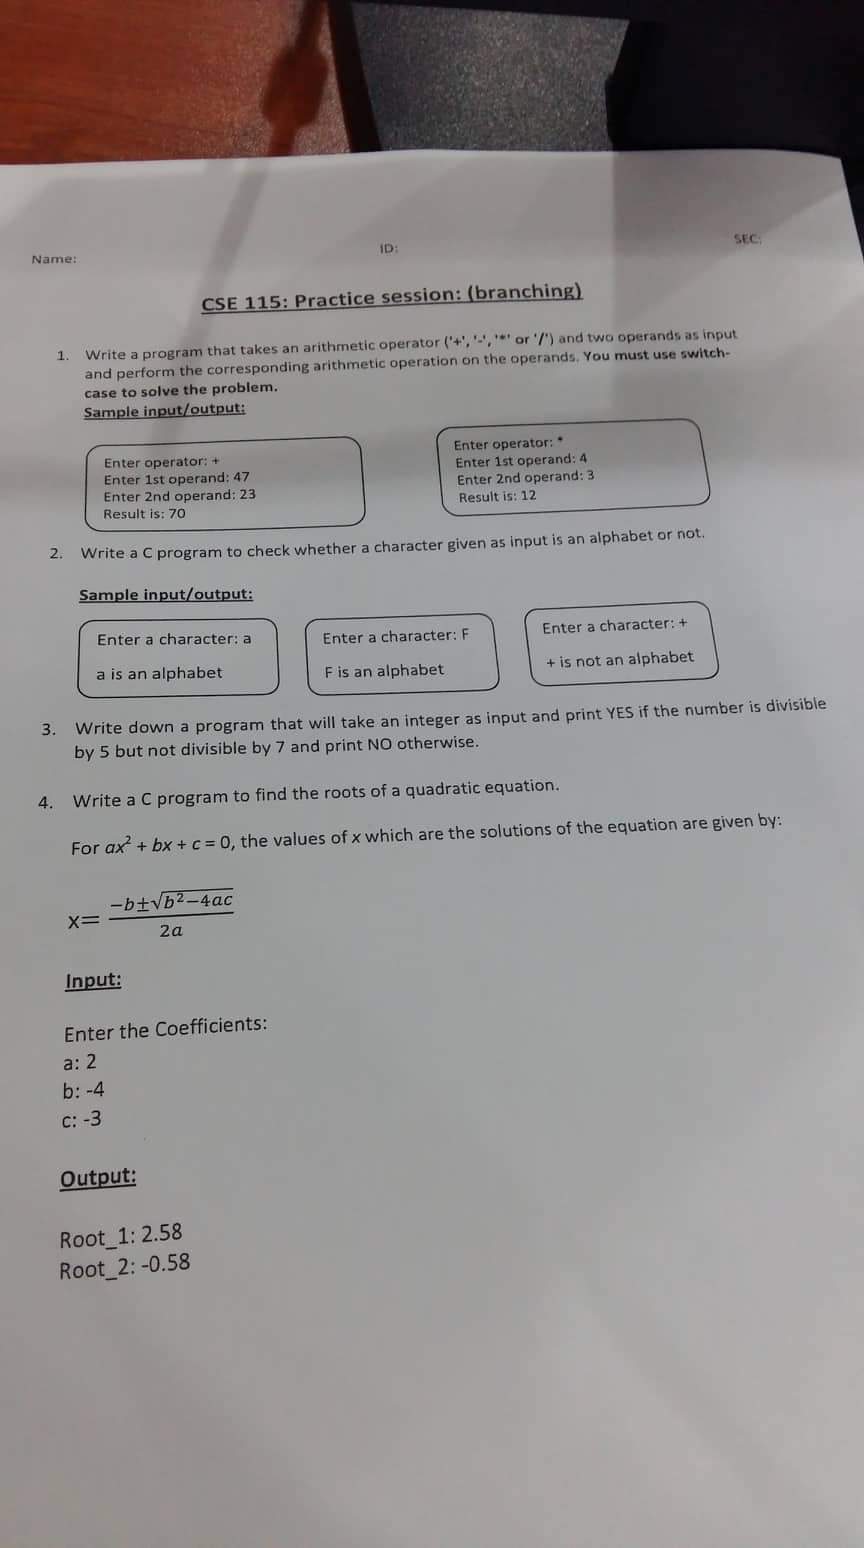 Name: ID: SEC:
CSE 115: Practice session: (branching)
1. Write a program that takes an arithmetic operator ('+', '-', '*' or '/') and two operands as input
and perform the corresponding arithmetic operation on the operands. You must use switch-
case to solve the problem.
Sample input/output:
Enter operator: +
Enter 1st operand: 47
Enter 2nd operand: 23
Result is: 70
Enter operator: *
Enter 1st operand: 4
Enter 2nd operand: 3
Result is: 12
2. Write a C program to check whether a character given as input is an alphabet or not.
Sample input/output:
Enter a character: a
a is an alphabet
Enter a character: F
F is an alphabet
Enter a character: +
+ is not an alphabet
3. Write down a program that will take an integer as input and print YES if the number is divisible
by 5 but not divisible by 7 and print NO otherwise.
4. Write a C program to find the roots of a quadratic equation.
For ax² + bx + c = 0, the values of x which are the solutions of the equation are given by:
x= −b±√b²−4ac
2a
Input:
Enter the Coefficients:
a: 2
b: -4
c: -3
Output:
Root_1: 2.58
Root_2: -0.58